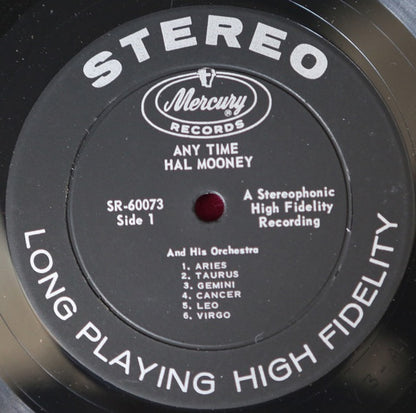 STEREO
Mercury
RECORDS
ANY TIME
HAL MOONEY
SR-60073
Side 1
A Stereophonic
High Fidelity
Recording
And His Orchestra
1. ARIES
2. TAURUS
3. GEMINI
4. CANCER
5. LEO
6. VIRGO
LONG PLAYING HIGH FIDELITY